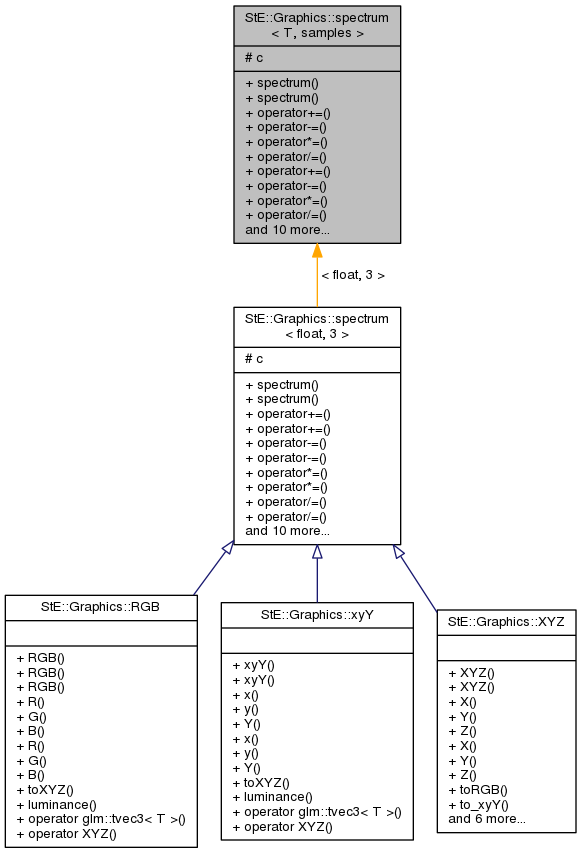 StE::Graphics::spectrum
< T, samples >
# c
+ spectrum()
+ spectrum()
+ operator+=()
+ operator-=()
+ operator*=()
+ operator/=()
+ operator+=()
+ operator-=()
+ operator*=()
+ operator/=()
and 10 more...
< float, 3 >
StE::Graphics::spectrum
< float, 3 >
# c
+ spectrum()
+ spectrum()
+ operator+=()
+ operator+=()
+ operator-=()
+ operator-=()
+ operator*=()
+ operator*=()
+ operator/=()
+ operator/=()
and 10 more...
StE::Graphics::RGB
+ RGB()
+ RGB()
+ RGB()
+ R()
+ G()
+ B()
+ R()
+ G()
+ B()
+ toXYZ()
+ luminance()
+ operator glm::tvec3< T >()
+ operator XYZ()
StE::Graphics::xyY
+ xyY()
+ xyY()
+ x()
+ y()
+ Y()
+ x()
+ y()
+ Y()
+ toXYZ()
+ luminance()
+ operator glm::tvec3< T >()
+ operator XYZ()
StE::Graphics::XYZ
+ XYZ()
+ XYZ()
+ X()
+ Y()
+ Z()
+ X()
+ Y()
+ Z()
+ toRGB()
+ to_xyY()
and 6 more...